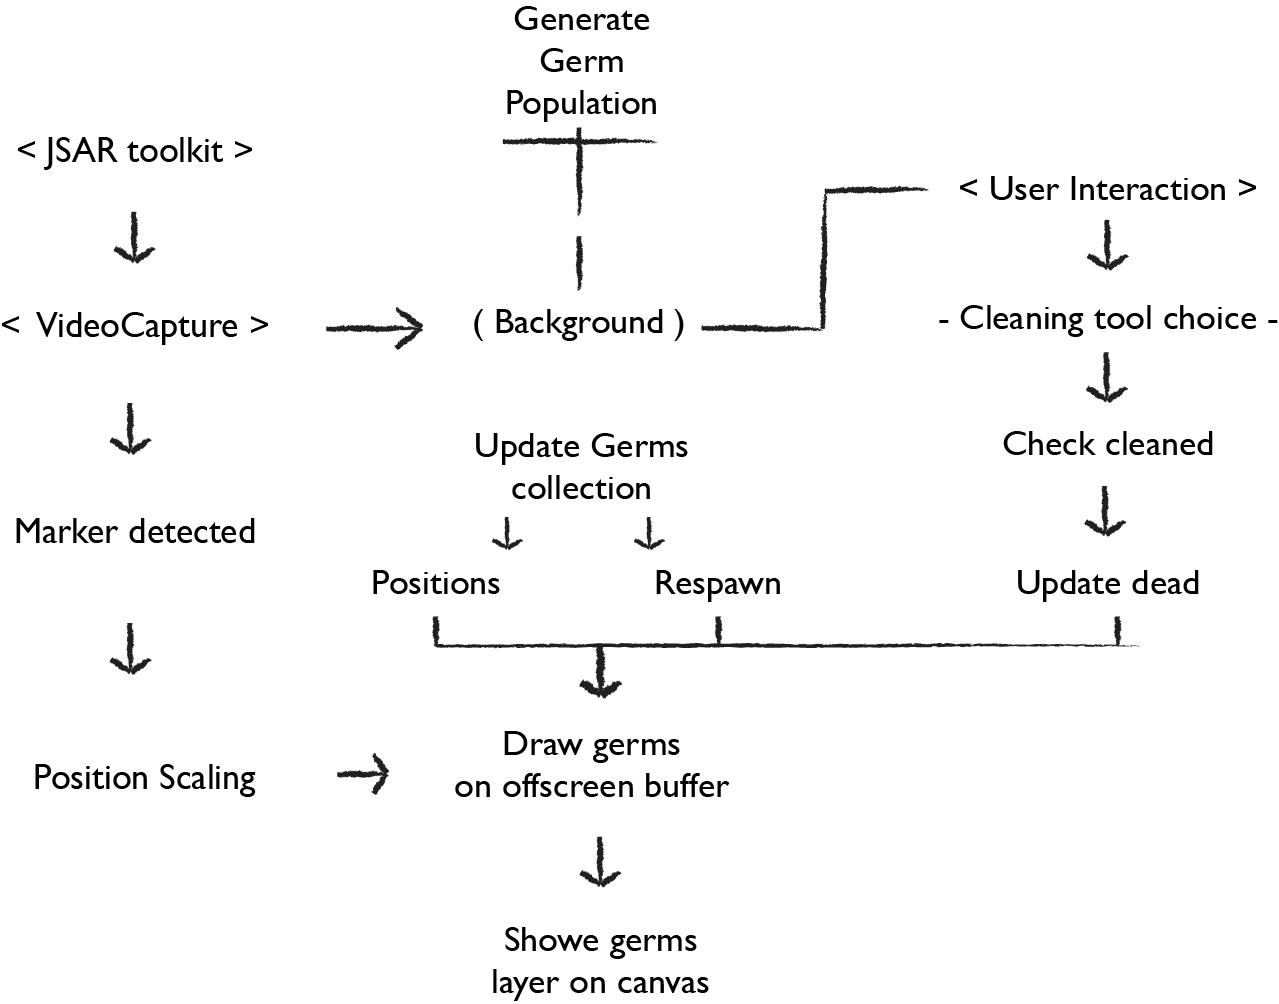 Generate
Germ
Population
< JSAR toolkit >
< User Interaction >
< VideoCapture >
( Background )
- Cleaning tool choice -
Update Germs
collection
Check cleaned
Marker detected
Positions
Respawn
Update dead
Position Scaling
Draw germs
on offscreen buffer
Showe germs
layer on canvas